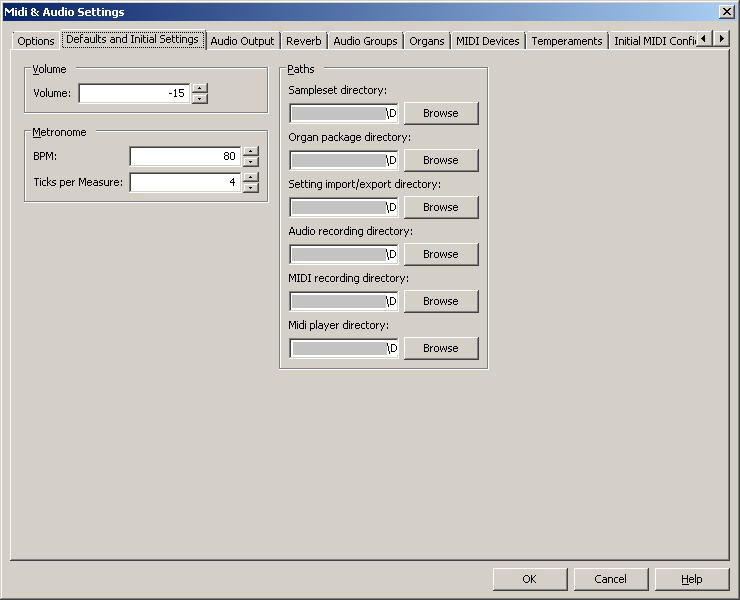 Midi & Audio Settings
Options Defaults and Initial Settings Audio Output Reverb Audio Groups Organs MIDI Devices Temperaments Initial MIDI Confi
Volume
Volume: -15
Metronome
BPM: 80
Ticks per Measure: 4
Paths
Sampleset directory:
\D Browse
Organ package directory:
\D Browse
Setting import/export directory:
\D Browse
Audio recording directory:
\D Browse
MIDI recording directory:
\D Browse
Midi player directory:
\D Browse
OK Cancel Help